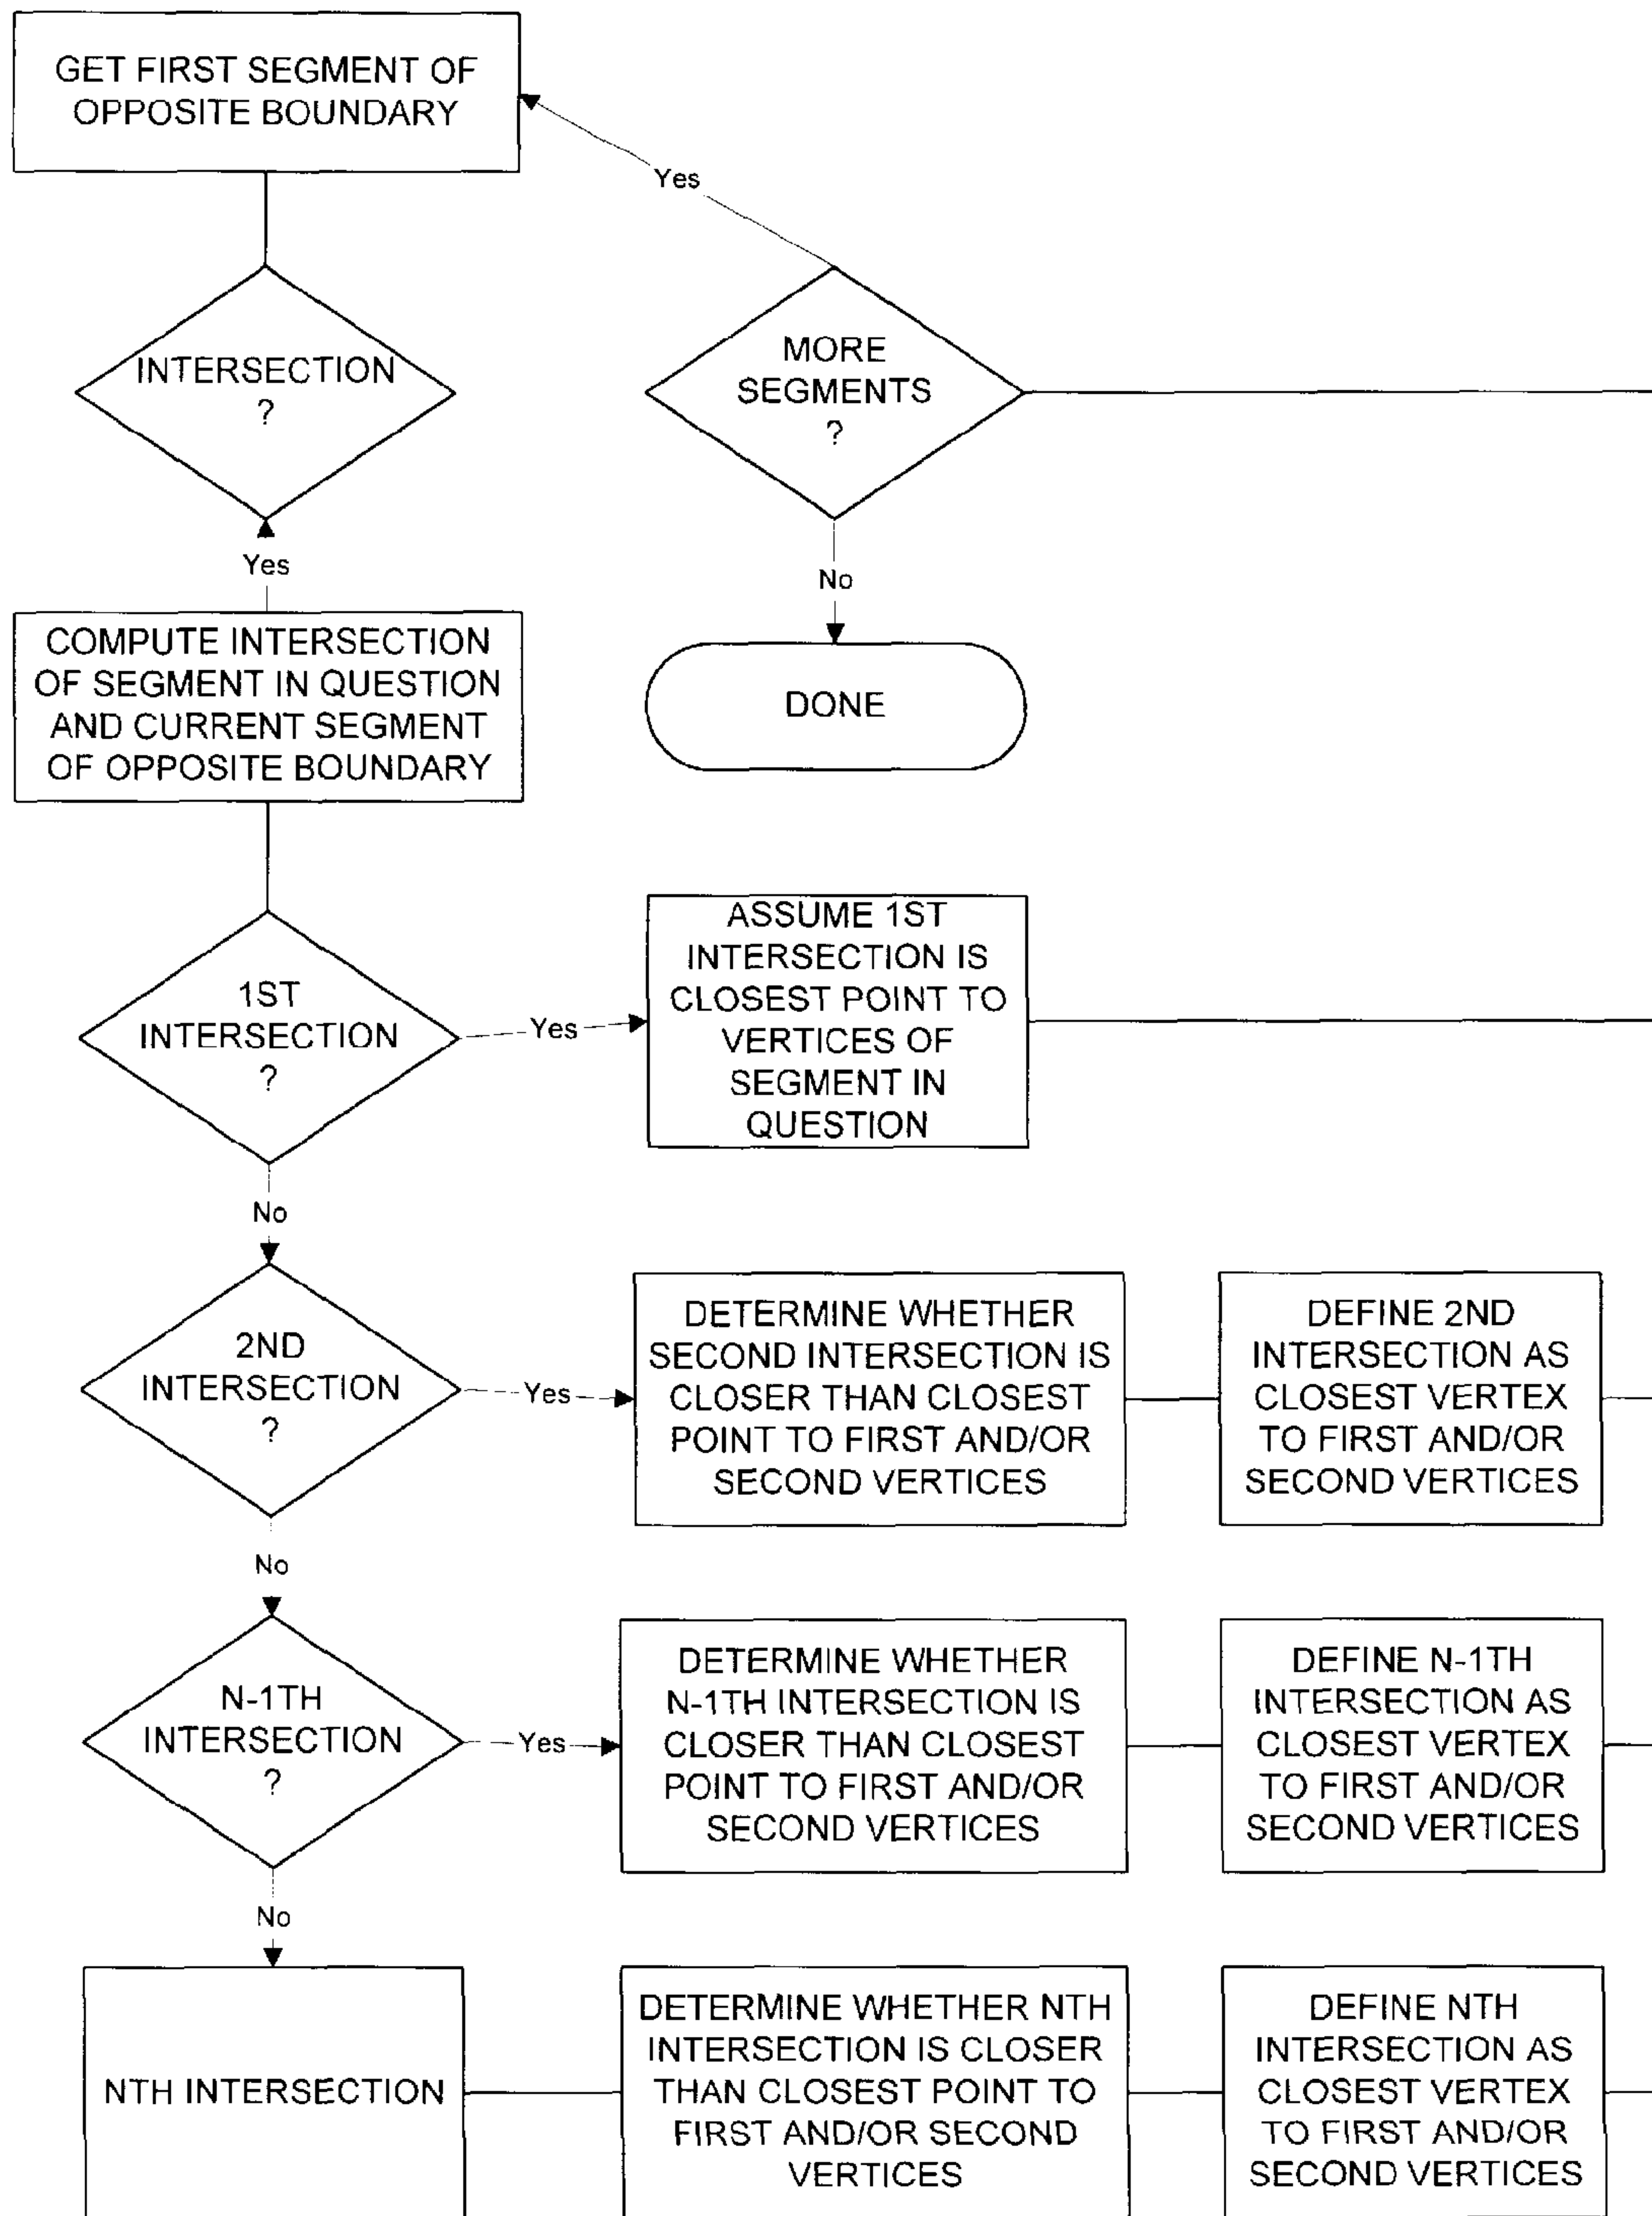 GET FIRST SEGMENT OF
OPPOSITE BOUNDARY
Yes
INTERSECTION
?
MORE
SEGMENTS
?
Yes
No
COMPUTE INTERSECTION
OF SEGMENT IN QUESTION
AND CURRENT SEGMENT
OF OPPOSITE BOUNDARY
DONE
1ST
INTERSECTION
?
Yes
ASSUME 1ST
INTERSECTION IS
CLOSEST POINT TO
VERTICES OF
SEGMENT IN
QUESTION
No
2ND
INTERSECTION
?
Yes
DETERMINE WHETHER
SECOND INTERSECTION IS
CLOSER THAN CLOSEST
POINT TO FIRST AND/OR
SECOND VERTICES
DEFINE 2ND
INTERSECTION AS
CLOSEST VERTEX
TO FIRST AND/OR
SECOND VERTICES
No
N-1TH
INTERSECTION
?
Yes
DETERMINE WHETHER
N-1TH INTERSECTION IS
CLOSER THAN CLOSEST
POINT TO FIRST AND/OR
SECOND VERTICES
DEFINE N-1TH
INTERSECTION AS
CLOSEST VERTEX
TO FIRST AND/OR
SECOND VERTICES
No
NTH INTERSECTION
DETERMINE WHETHER NTH
INTERSECTION IS CLOSER
THAN CLOSEST POINT TO
FIRST AND/OR SECOND
VERTICES
DEFINE NTH
INTERSECTION AS
CLOSEST VERTEX
TO FIRST AND/OR
SECOND VERTICES